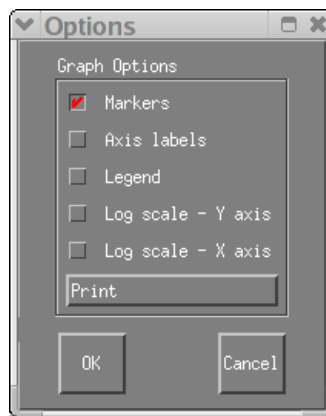 Options
Graph Options
Markers
Axis labels
Legend
Log scale - Y axis
Log scale - X axis
Print
OK
Cancel